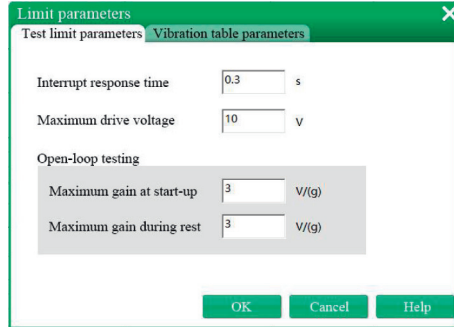 Limit parameters
Test limit parameters Vibration table parameters
Interrupt response time 0.3 s
Maximum drive voltage 10 V
Open-loop testing
Maximum gain at start-up 3 V/(g)
Maximum gain during rest 3 V/(g)
OK Cancel Help